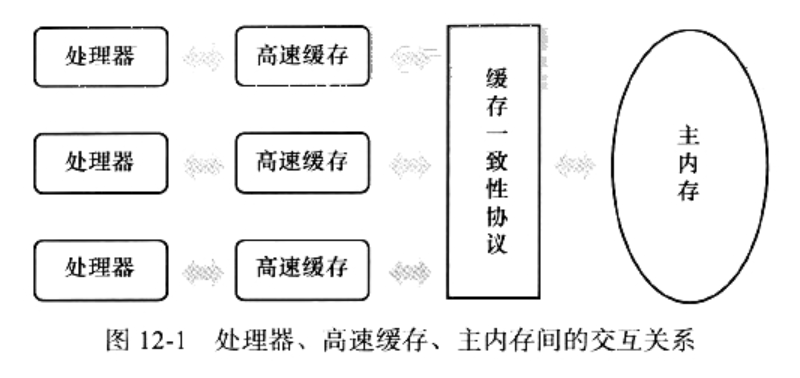 处理器 高速缓存
处理器 高速缓存
处理器 高速缓存
缓存一致性协议
主内存
图 12-1 处理器、高速缓存、主内存间的交互关系